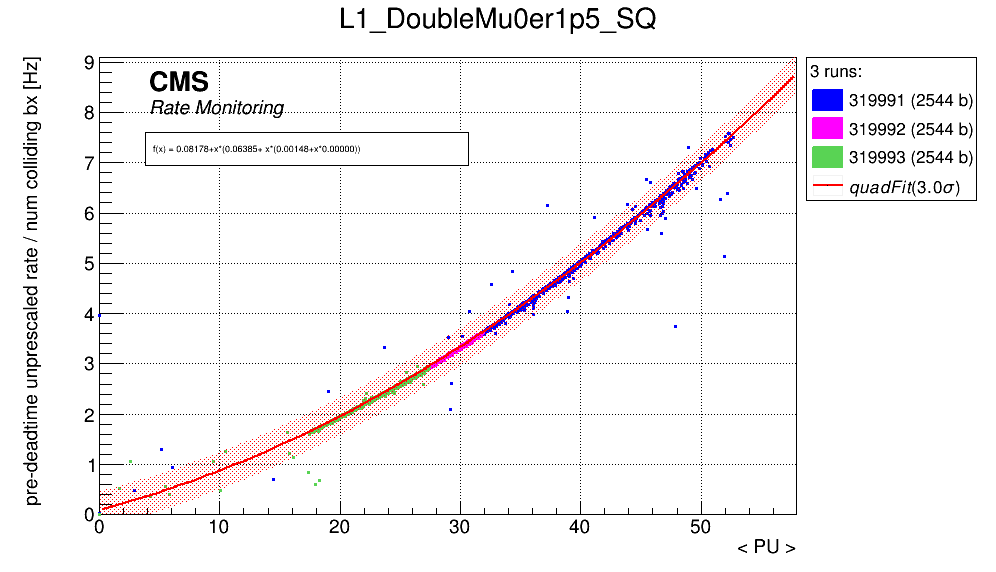 L1_DoubleMu0er1p5_SQ
pre-deadtime unprescaled rate / num colliding bx [Hz]
9
8
7
6
5
4
3
2
1
0
CMS
Rate Monitoring
f(x) = 0.08178+x*(0.06385+ x*(0.00148+x*0.00000))
3 runs:
319991 (2544 b)
319992 (2544 b)
319993 (2544 b)
quadFit(3.0σ)
0 10 20 30 40 50
< PU >